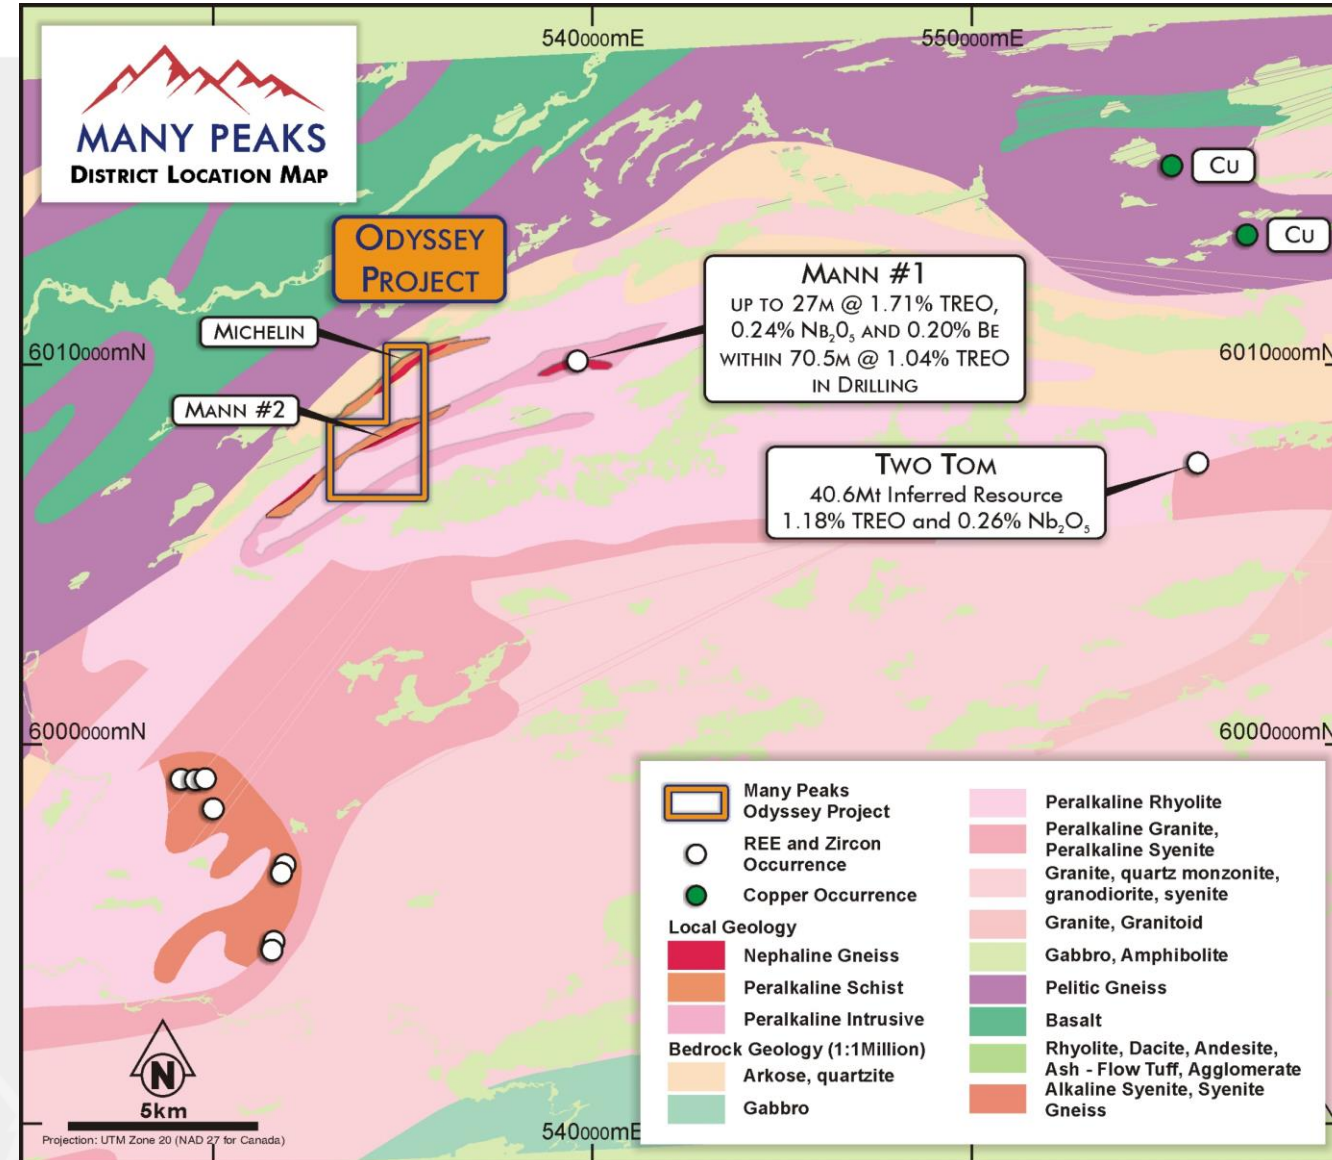 MANY PEAKS
DISTRICT LOCATION MAP
540000mE
550000mE
Cu
Cu
ODYSSEY
PROJECT
MICHELIN
MANN #2
6010000mN
6010000mN
MANN #1
UP TO 27M @ 1.71% TREO,
0.24% NB₂0₅ AND 0.20% BE
WITHIN 70.5M @ 1.04% TREO
IN DRILLING
TWO TOM
40.6Mt Inferred Resource
1.18% TREO and 0.26% Nb₂O₅
6000000mN
6000000mN
Many Peaks
Odyssey Project
REE and Zircon
Occurrence
Copper Occurrence
Local Geology
Nephaline Gneiss
Peralkaline Schist
Peralkaline Intrusive
Bedrock Geology (1:1Million)
Arkose, quartzite
Gabbro
Peralkaline Rhyolite
Peralkaline Granite,
Peralkaline Syenite
Granite, quartz monzonite,
granodiorite, syenite
Granite, Granitoid
Gabbro, Amphibolite
Pelitic Gneiss
Basalt
Rhyolite, Dacite, Andesite,
Ash - Flow Tuff, Agglomerate
Alkaline Syenite, Syenite
Gneiss
N
5km
Projection: UTM Zone 20 (NAD 27 for Canada)
540000mE